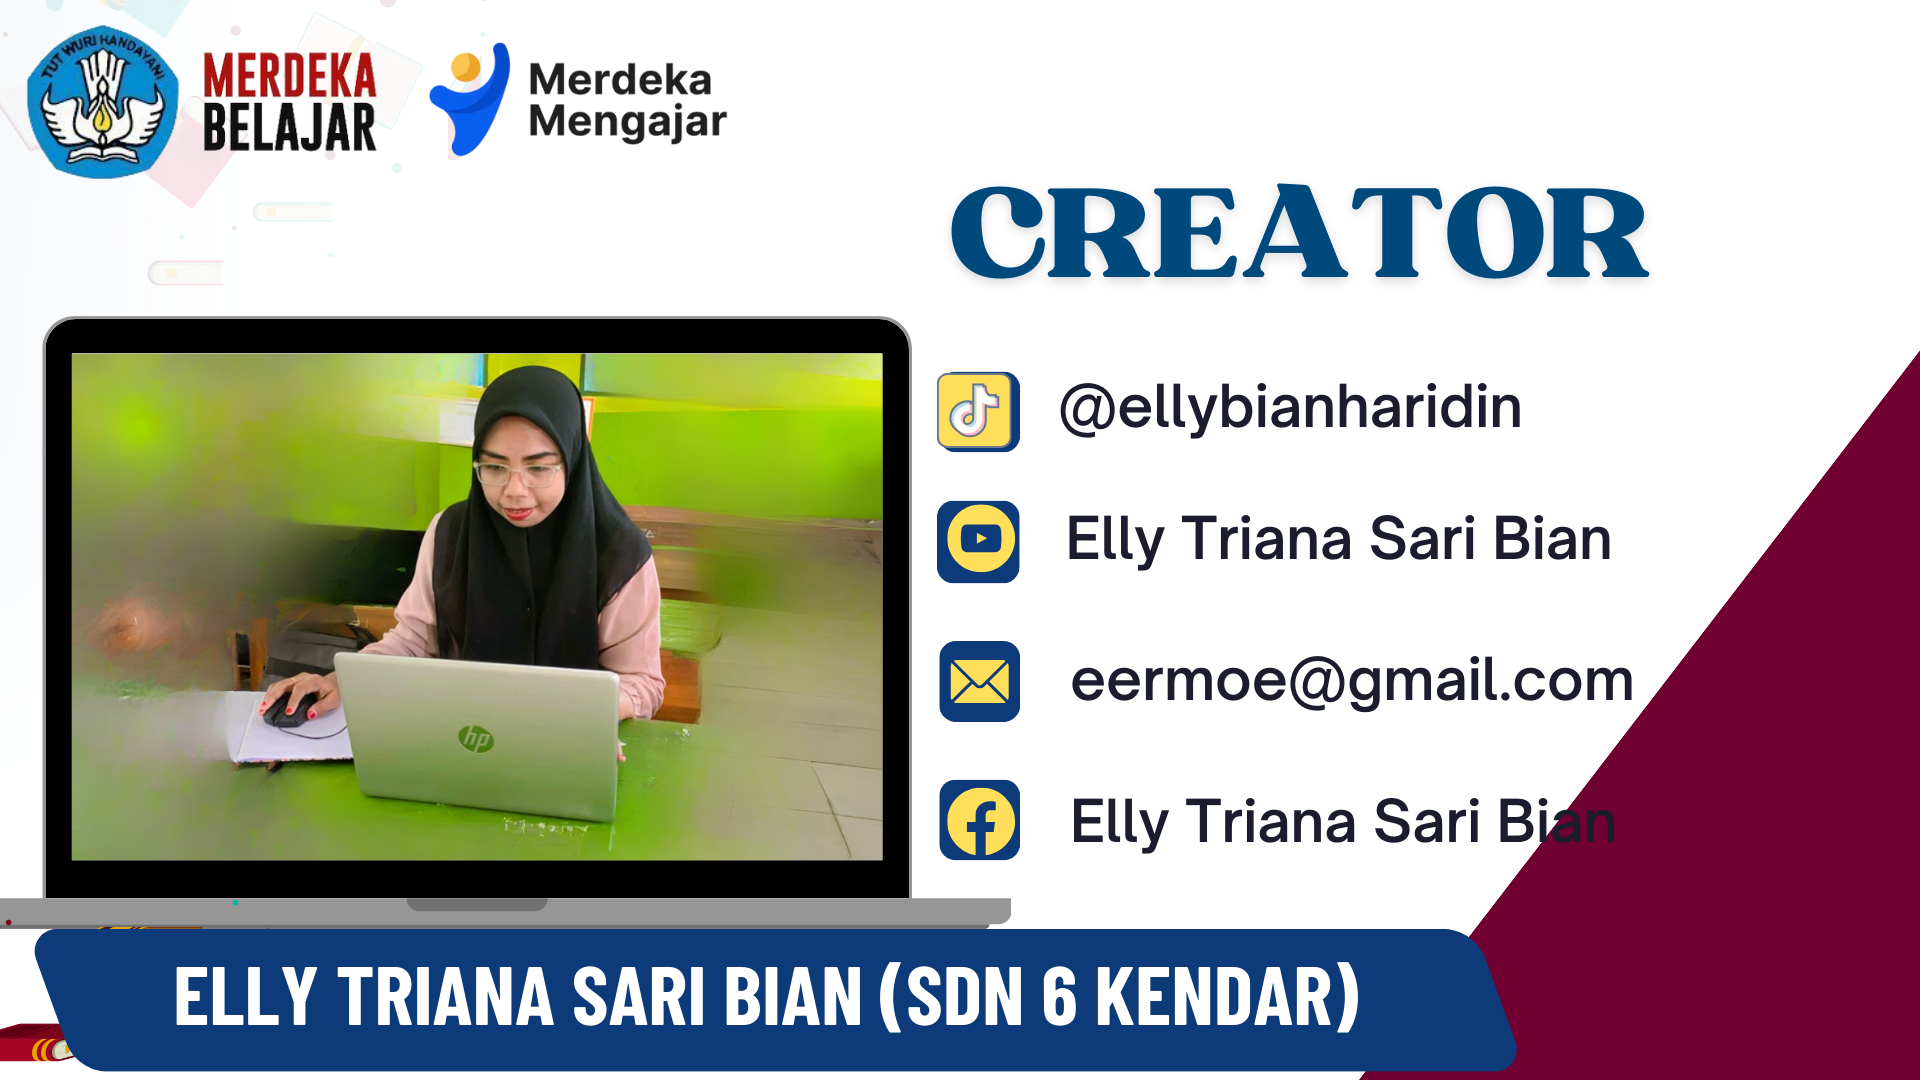 TUT WURI HANDAYANI
MERDEKA
BELAJAR
Merdeka
Mengajar
CREATOR
@ellybianharidin
Elly Triana Sari Bian
eermoe@gmail.com
Elly Triana Sari Bian
hp
ELLY TRIANA SARI BIAN (SDN 6 KENDAR)